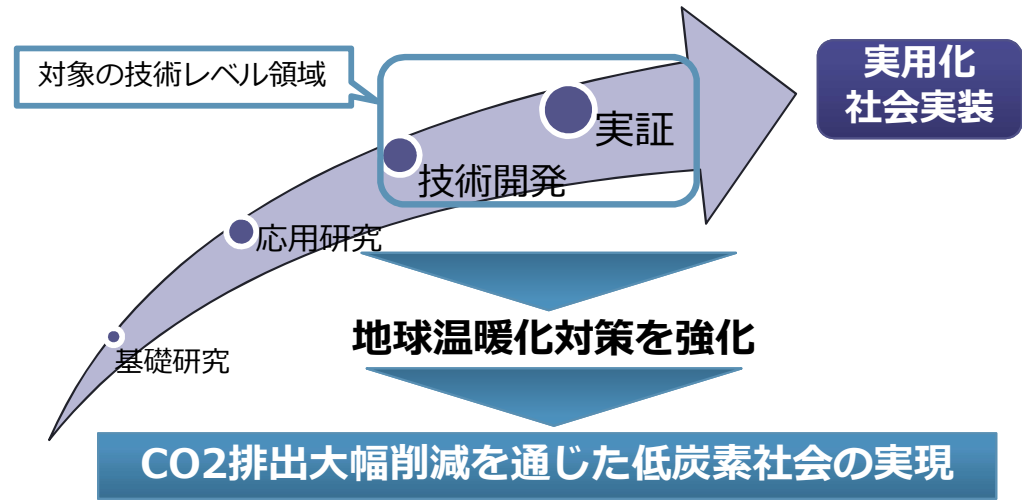 対象の技術レベル領域
実用化
社会実装
実証
技術開発
応用研究
基礎研究
地球温暖化対策を強化
CO2排出大幅削減を通じた低炭素社会の実現